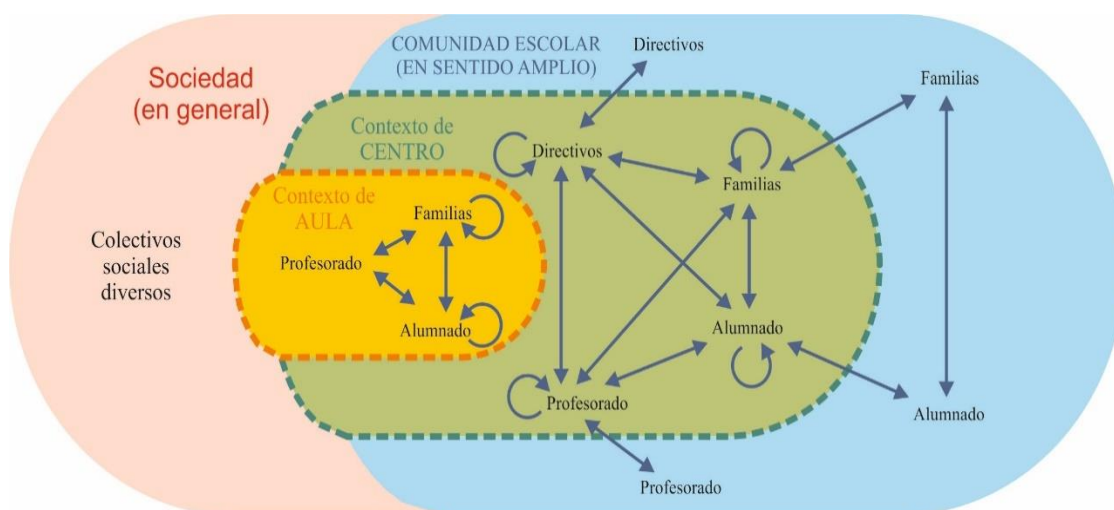 COMUNIDAD ESCOLAR
(EN SENTIDO AMPLIO)
Directivos
Sociedad
(en general)
Familias
Contexto de
CENTRO
Directivos
Familias
Contexto de
AULA
Familias
Profesorado
Alumnado
Colectivos
sociales
diversos
Alumnado
Profesorado
Alumnado
Profesorado